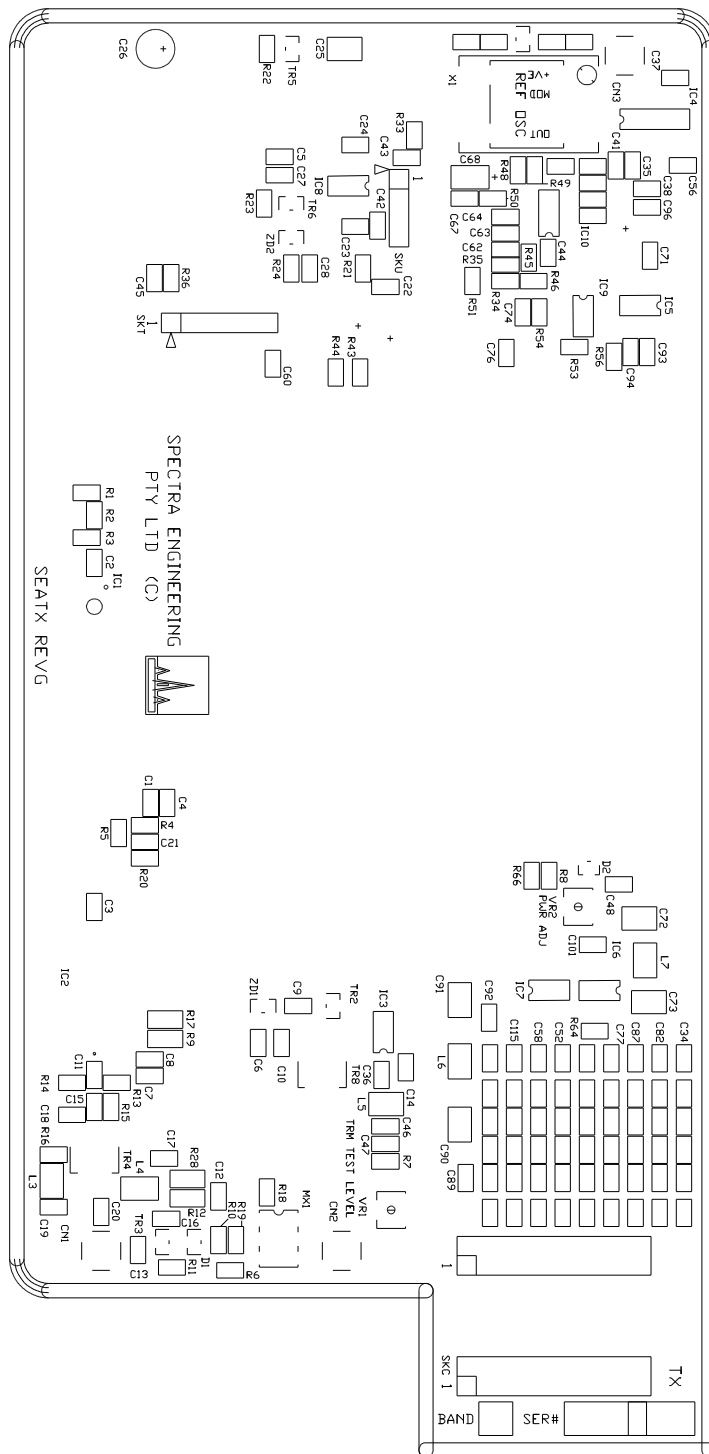 C26
R22
TR5
C25
X1
+VE
MOD
REF OSC
OUT
CN3
C37
IC4
R33
C24
C43
C5
C27
IC8
1
C42
R23
TR6
ZD2
C23
SKU
R24
C28
R21
C22
C68
R48
R49
R50
C67
C64
C63
C62
R35
R34
R45
C44
R46
IC10
C41
C35
C38
C96
C56
C71
R51
C74
R54
IC9
IC5
C76
R53
R56
C94
C93
C45
R36
SKT
1
C60
R44
R43
SPECTRA ENGINEERING
PTY LTD (C)
R1
R2
R3
C2
IC1
SEATX REVG
C1
C4
R4
C21
R5
R20
C3
IC2
R66
R8
D2
VR2
PWR ADJ
C48
C72
C101
IC6
L7
IC7
C73
C91
C92
ZD1
C9
TR2
IC3
R17
R9
C6
C10
TR8
C36
C14
L5
C46
C47
R7
TRM TEST LEVEL
VR1
L6
C115
C58
C52
R64
C77
C87
C82
C34
C90
C89
C11
C8
C7
R14
R13
C15
C18
R15
R16
L3
C19
TR4
L4
C17
R28
R12
C12
C16
C20
CN1
TR3
C13
R11
D1
R10
R19
R6
R18
MX1
CN2
1
SKC 1
TX
BAND
SER#